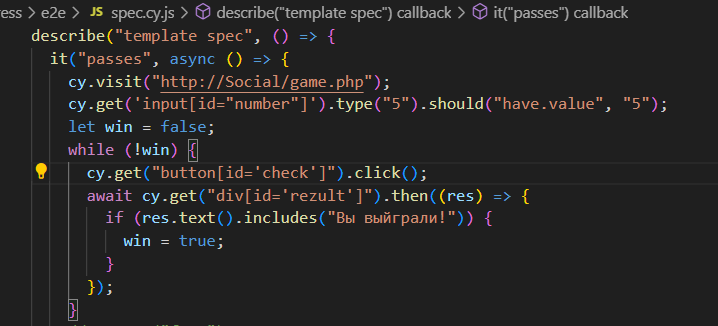 ress > e2e > JS spec.cy.js > describe("template spec") callback > it("passes") callback
describe("template spec", () => {
it("passes", async () => {
cy.visit("http://Social/game.php");
cy.get('input[id="number"]').type("5").should("have.value", "5");
let win = false;
while (!win) {
cy.get("button[id='check']").click();
await cy.get("div[id='rezult']").then((res) => {
if (res.text().includes("Вы выйграли!")) {
win = true;
}
});
}